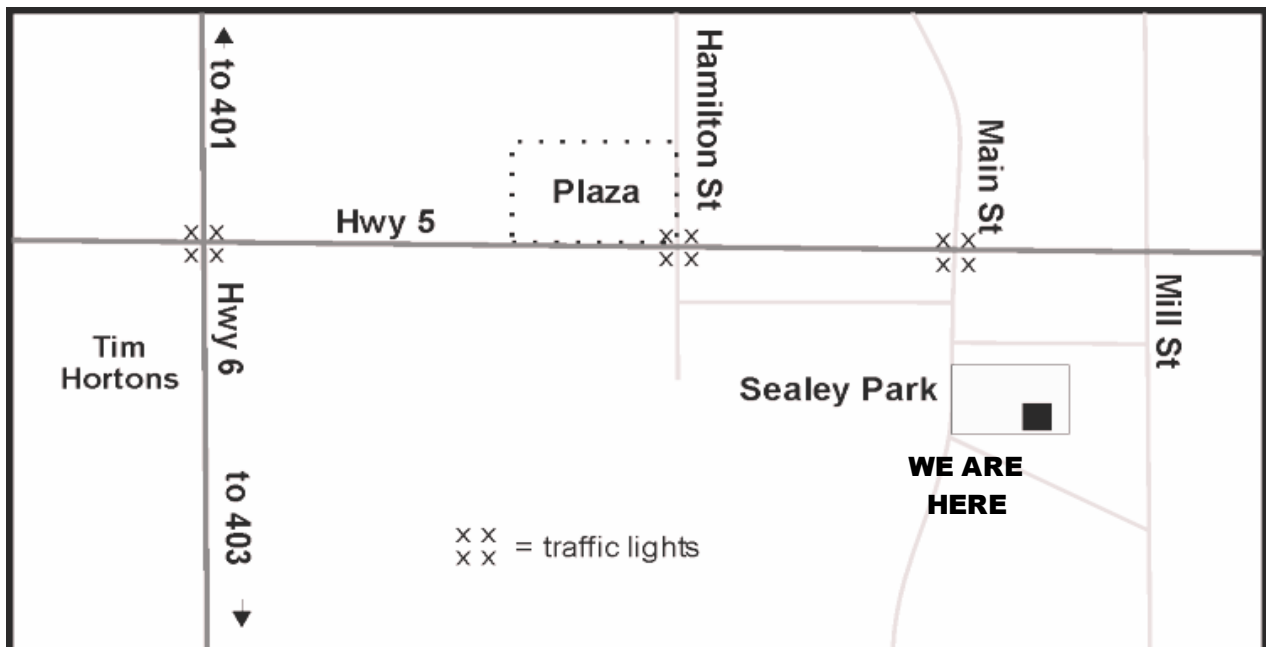 to 401
Hamilton St
Main St
Plaza
Hwy 5
Hwy 6
Mill St
Tim
Hortons
Sealey Park
WE ARE
HERE
to 403
x x
x x = traffic lights